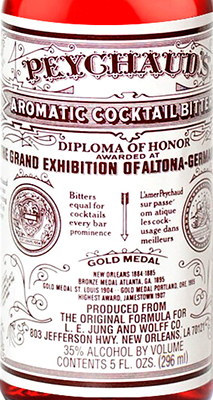 PEYCHAUD'S
AROMATIC COCKTAIL BITTE
DIPLOMA OF HONOR
AWARDED AT
HE GRAND EXHIBITION OF ALTONA-GERMA
Bitters
equal for
cocktails
every bar
prominence
L'amer Peychaud
sur passe
om atique
les cock-
usage dans
meilleurs
GOLD MEDAL
NEW ORLEANS 1884 1885
BRONZE MEDAL ATLANTA, GA. 1895
GOLD MEDAL ST. LOUIS 1904 GOLD MEDAL PORTLAND, ORE. 1905
HIGHEST AWARD, JAMESTOWN 1907
PRODUCED FROM
THE ORIGINAL FORMULA FOR
L. E. JUNG AND WOLFF CO.
803 JEFFERSON HWY. NEW ORLEANS, LA 70121
35% ALCOHOL BY VOLUME
CONTENTS 5 FL. OZS. (296 ml)